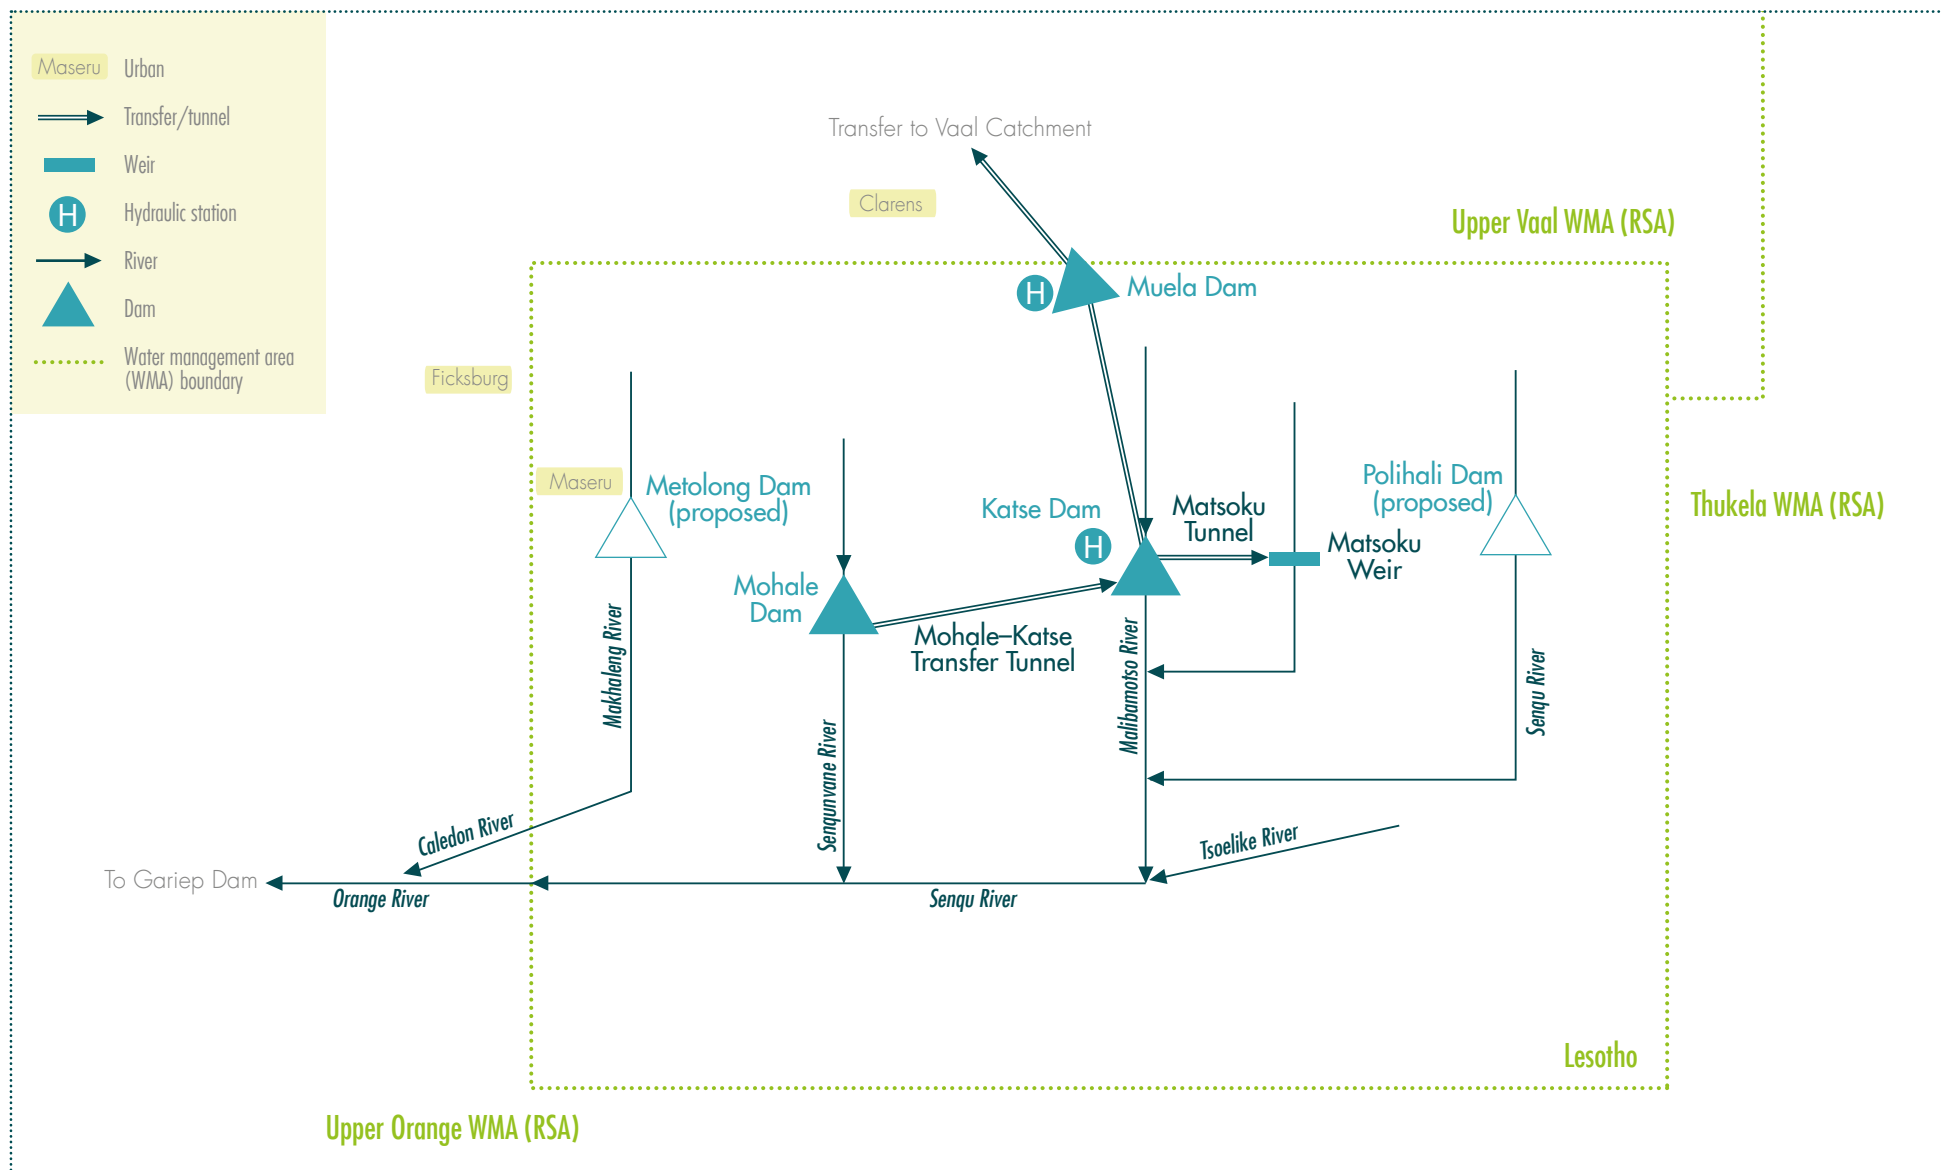 Maseru
Urban
Transfer/tunnel
Weir
H
Hydraulic station
River
Dam
Water management area
(WMA) boundary
Transfer to Vaal Catchment
Clarens
Upper Vaal WMA (RSA)
H
Muela Dam
Ficksburg
Maseru
Metolong Dam
(proposed)
Katse Dam
H
Matsoku
Tunnel
Matsoku
Weir
Polihali Dam
(proposed)
Thukela WMA (RSA)
Mohale
Dam
Mohale–Katse
Transfer Tunnel
Makhaleng River
Senqunvane River
Malibamotso River
Senqu River
Caledon River
Tsoelike River
To Gariep Dam
Orange River
Senqu River
Lesotho
Upper Orange WMA (RSA)